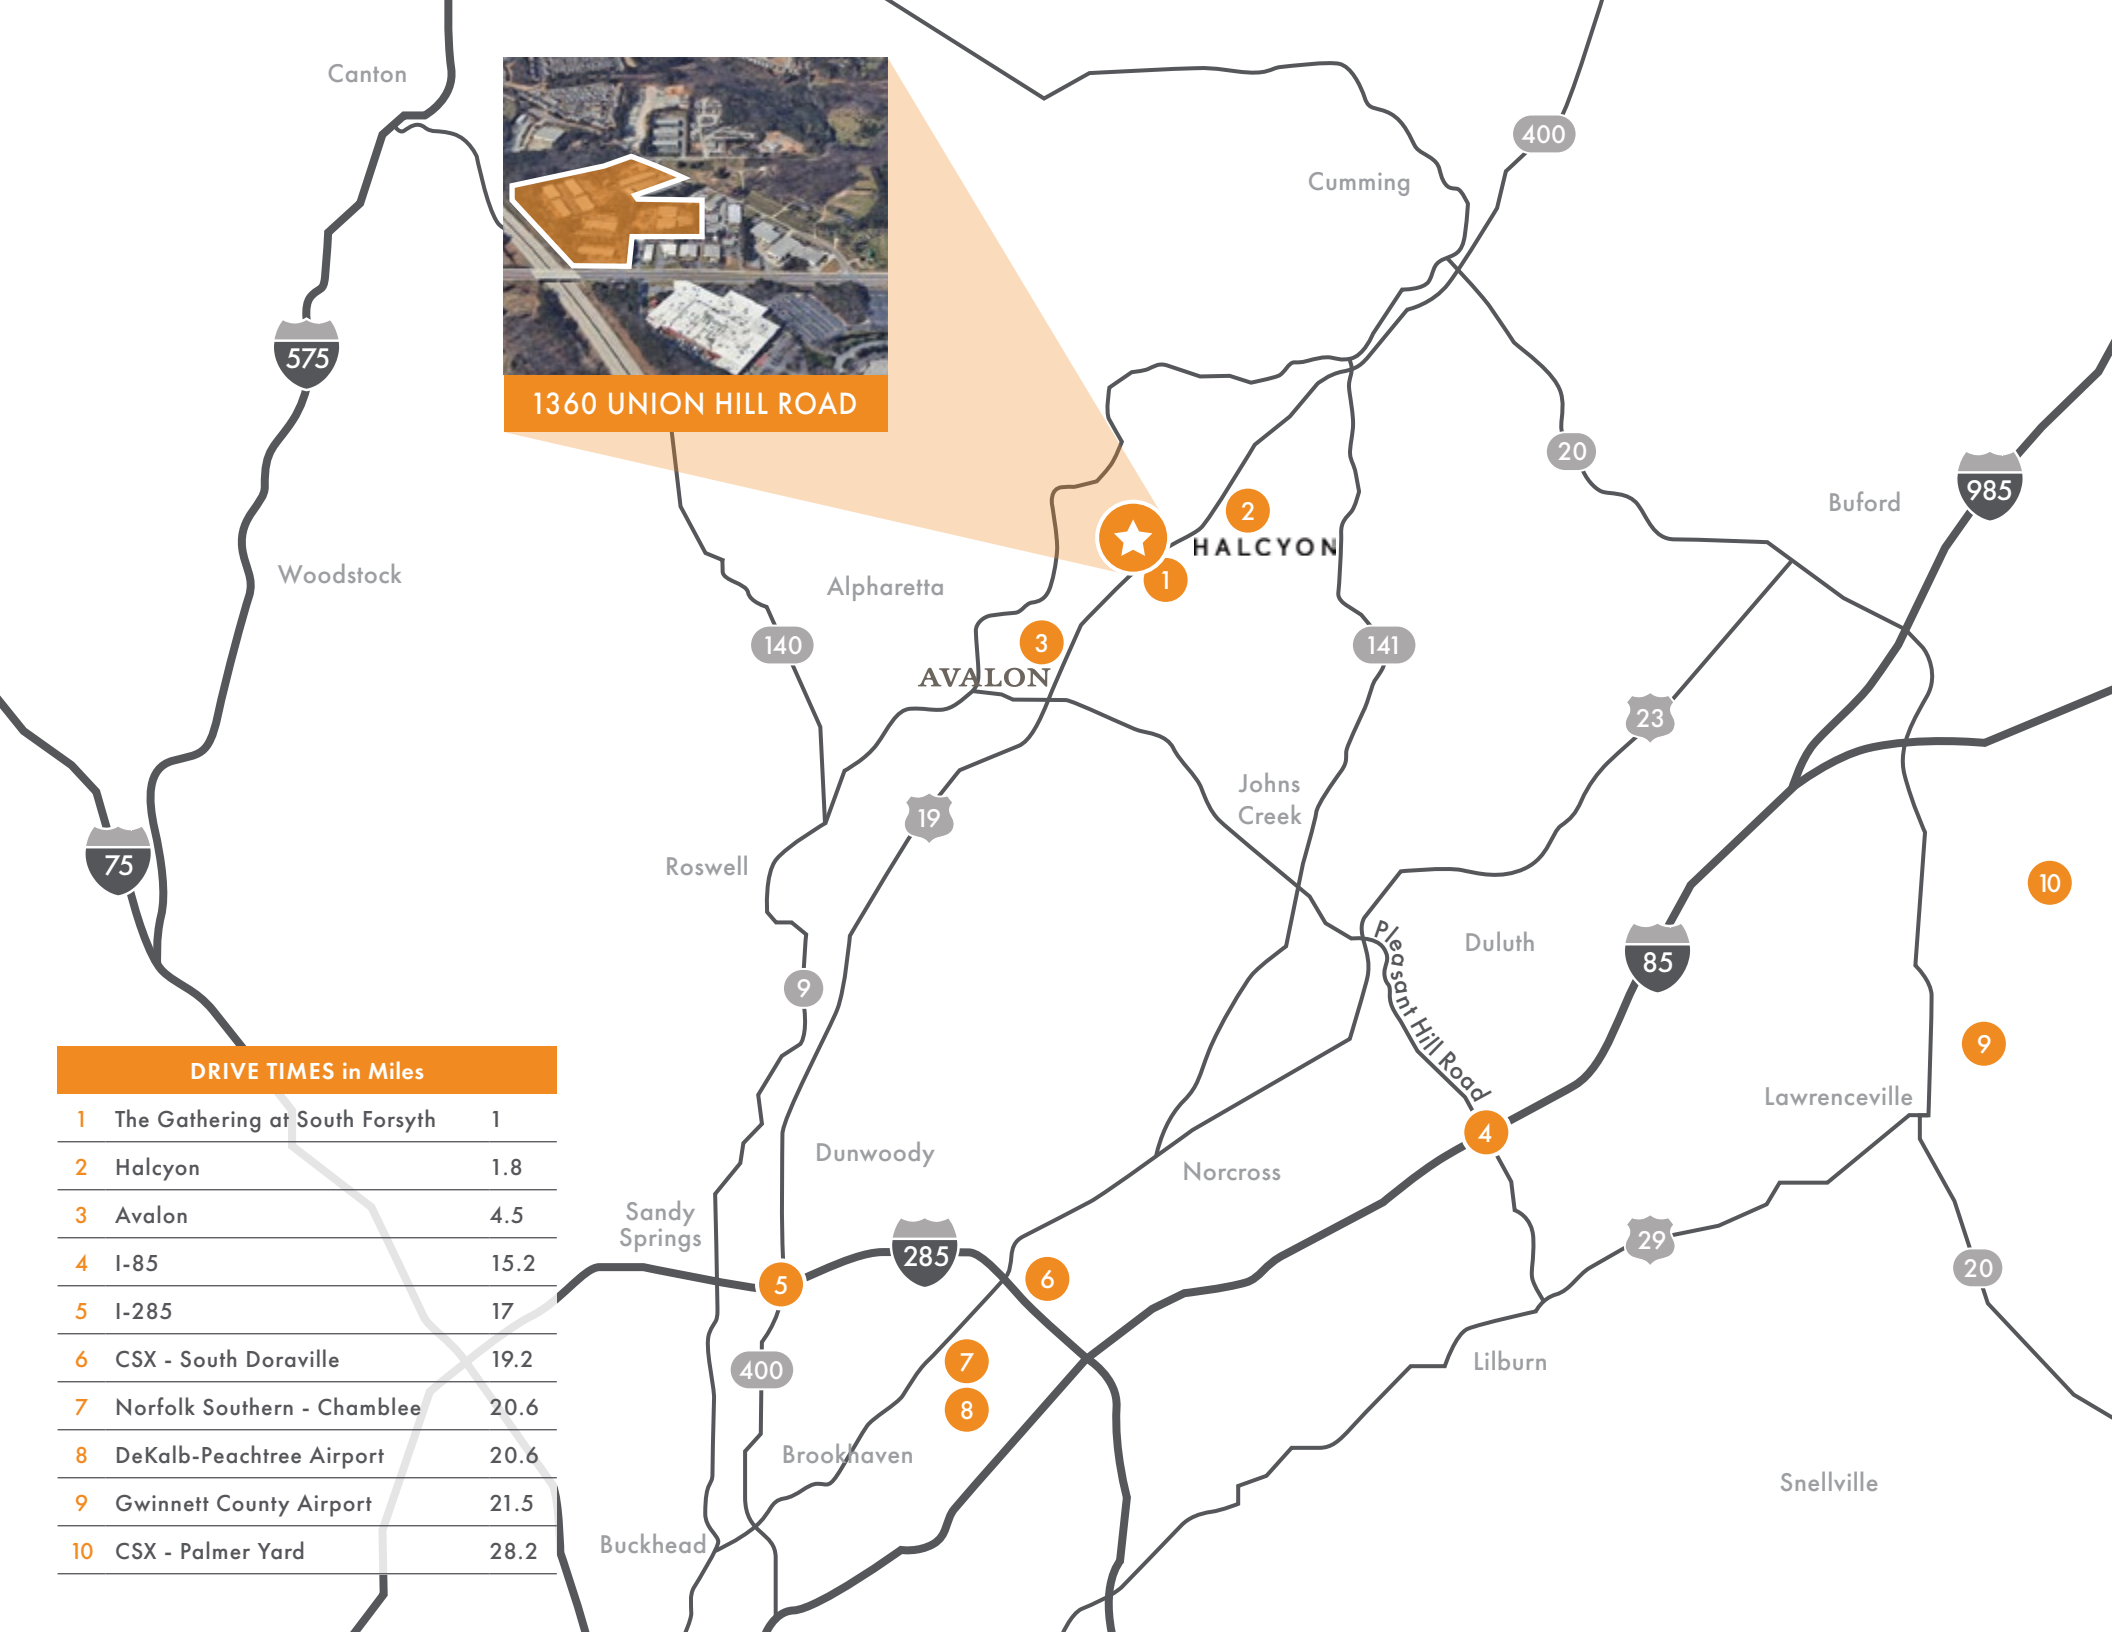 Canton
400
Cumming
575
1360 UNION HILL ROAD
20
985
Buford
2
HALCYON
1
Woodstock
Alpharetta
140
3
AVALON
141
23
Johns
Creek
19
75
Roswell
10
Pleasant Hill Road
Duluth
85
9
9
Lawrenceville
4
Dunwoody
Norcross
Sandy
Springs
285
29
20
5
6
400
7
8
Lilburn
Brookhaven
Snellville
Buckhead
DRIVE TIMES in Miles
1 The Gathering at South Forsyth 1
2 Halcyon 1.8
3 Avalon 4.5
4 I-85 15.2
5 I-285 17
6 CSX - South Doraville 19.2
7 Norfolk Southern - Chamblee 20.6
8 DeKalb-Peachtree Airport 20.6
9 Gwinnett County Airport 21.5
10 CSX - Palmer Yard 28.2